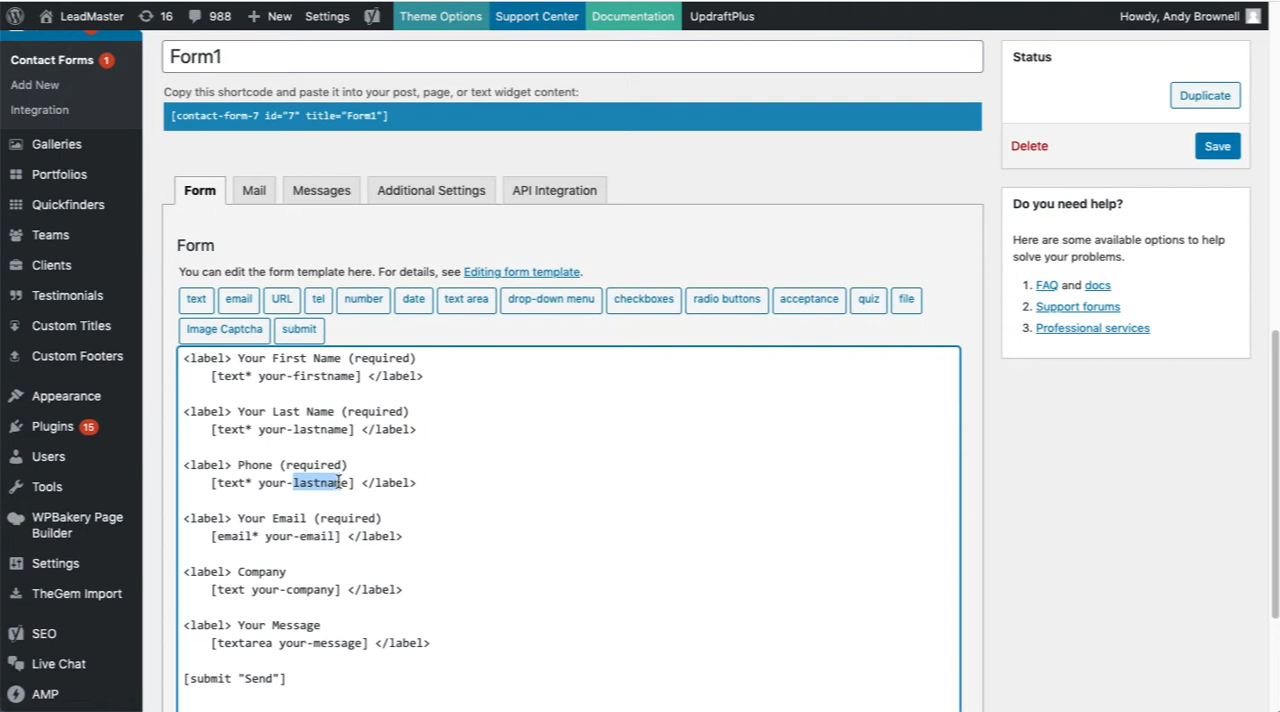 LeadMaster 16 988 New Settings Theme Options Support Center Documentation UpdraftPlus Howdy, Andy Brownell
Contact Forms 1
Add New
Integration
Galleries
Portfolios
Quickfinders
Teams
Clients
Testimonials
Custom Titles
Custom Footers
Appearance
Plugins 15
Users
Tools
WPBakery Page
Builder
Settings
TheGem Import
SEO
Live Chat
AMP
Form1
Copy this shortcode and paste it into your post, page, or text widget content:
[contact-form-7 id="7" title="Form1"]
Form Mail Messages Additional Settings API Integration
Form
You can edit the form template here. For details, see Editing form template.
text email URL tel number date text area drop-down menu checkboxes radio buttons acceptance quiz file
Image Captcha submit
<label> Your First Name (required)
[text* your-firstname] </label>
<label> Your Last Name (required)
[text* your-lastname] </label>
<label> Phone (required)
[text* your-lastname] </label>
<label> Your Email (required)
[email* your-email] </label>
<label> Company
[text your-company] </label>
<label> Your Message
[textarea your-message] </label>
[submit "Send"]
Status
Duplicate
Delete Save
Do you need help?
Here are some available options to help
solve your problems.
1. FAQ and docs
2. Support forums
3. Professional services